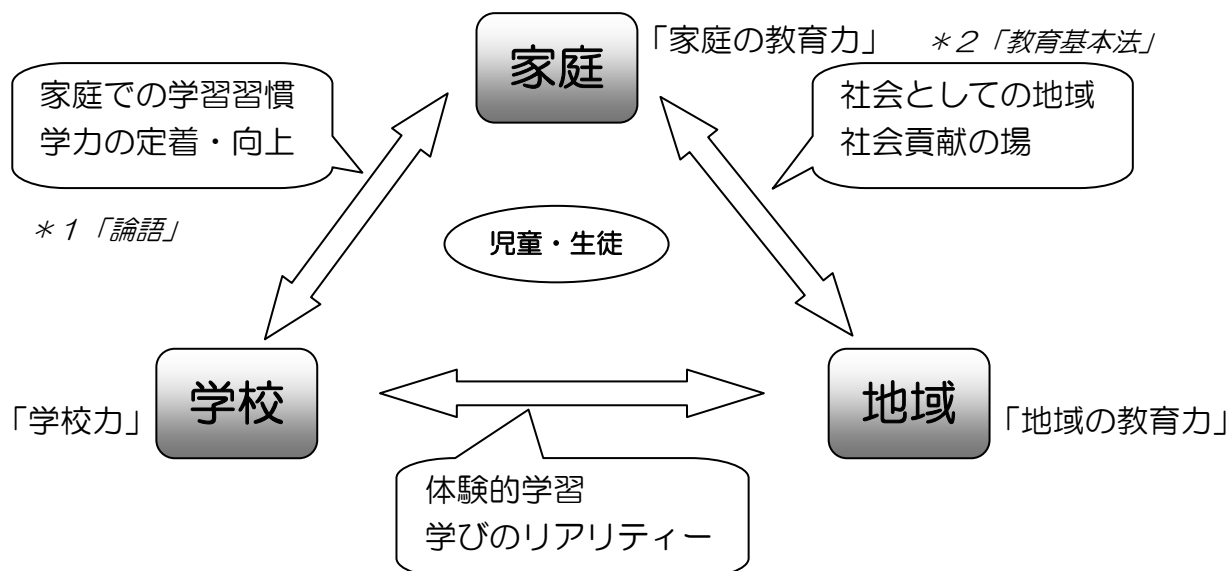 家庭
「家庭の教育力」 ＊２「教育基本法」
家庭での学習習慣
学力の定着・向上
社会としての地域
社会貢献の場
＊１「論語」
児童・生徒
「学校力」
学校
地域
「地域の教育力」
体験的学習
学びのリアリティー